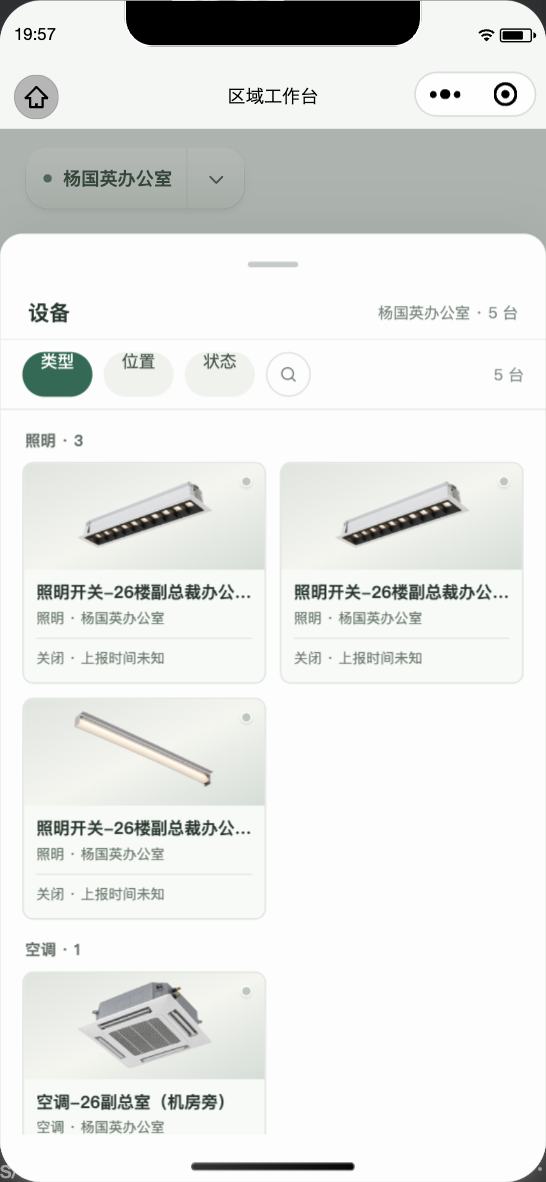 19:57
区域工作台
杨国英办公室
设备
杨国英办公室 · 5 台
类型
位置
状态
5 台
照明 · 3
照明开关-26楼副总裁办公...
照明 · 杨国英办公室
关闭 · 上报时间未知
照明开关-26楼副总裁办公...
照明 · 杨国英办公室
关闭 · 上报时间未知
照明开关-26楼副总裁办公...
照明 · 杨国英办公室
关闭 · 上报时间未知
空调 · 1
空调-26副总室（机房旁）
空调 · 杨国英办公室